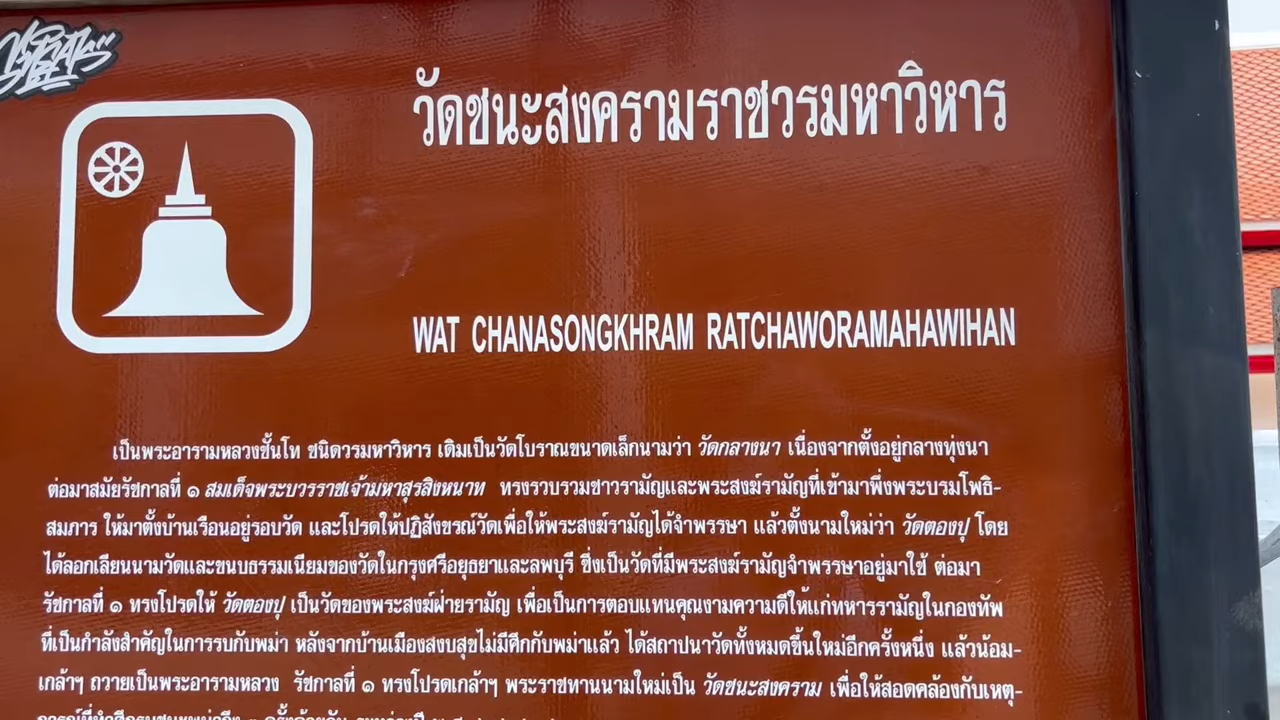 วัดชนะสงครามราชวรมหาวิหาร
WAT CHANASONGKHRAM RATCHAWORAMAHAWIHAN
เป็นพระอารามหลวงชั้นโท ชนิดวรมหาวิหาร เดิมเป็นวัดโบราณขนาดเล็กนามว่า วัดกลางนา เนื่องจากตั้งอยู่กลางทุ่งนา
ต่อมาสมัยรัชกาลที่ ๑ สมเด็จพระบวรราชเจ้ามหาสุรสิงหนาท ทรงรวบรวมชาวรามัญและพระสงฆ์รามัญที่เข้ามาพึ่งพระบรมโพธิ-
สมภาร ให้มาตั้งบ้านเรือนอยู่รอบวัด และโปรดให้ปฏิสังขรณ์วัดเพื่อให้พระสงฆ์รามัญได้จำพรรษา แล้วตั้งนามใหม่ว่า วัดตองปุ โดย
ได้ลอกเลียนนามวัดและขนบธรรมเนียมของวัดในกรุงศรีอยุธยาและลพบุรี ซึ่งเป็นวัดที่มีพระสงฆ์รามัญจำพรรษาอยู่มาใช้ ต่อมา
รัชกาลที่ ๑ ทรงโปรดให้ วัดตองปุ เป็นวัดของพระสงฆ์ฝ่ายรามัญ เพื่อเป็นการตอบแทนคุณงามความดีให้แก่ทหารรามัญในกองทัพ
ที่เป็นกำลังสำคัญในการรบกับพม่า หลังจากบ้านเมืองสงบสุขไม่มีศึกกับพม่าแล้ว ได้สถาปนาวัดทั้งหมดขึ้นใหม่อีกครั้งหนึ่ง แล้วน้อม-
เกล้าฯ ถวายเป็นพระอารามหลวง รัชกาลที่ ๑ ทรงโปรดเกล้าฯ พระราชทานนามใหม่เป็น วัดชนะสงคราม เพื่อให้สอดคล้องกับเหตุ-